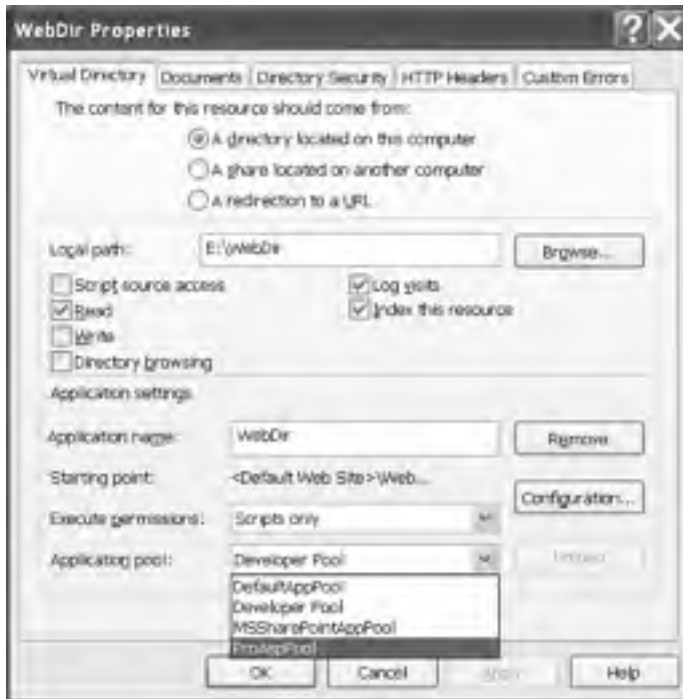 WebDir Properties
Virtual Directory Documents Directory Security HTTP Headers Custom Errors
The content for this resource should come from:
A directory located on this computer
A share located on another computer
A redirection to a URL
Local path: E:\WebDir Browse...
Script source access Log visits
Read Index this resource
Write
Directory browsing
Application settings
Application name: WebDir Remove
Starting point: <Default Web Site>\Web...
Configuration...
Execute permissions: Scripts only
Application pool: Developer Pool Unload
DefaultAppPool
Developer Pool
MSSharePointAppPool
OK Cancel Apply Help